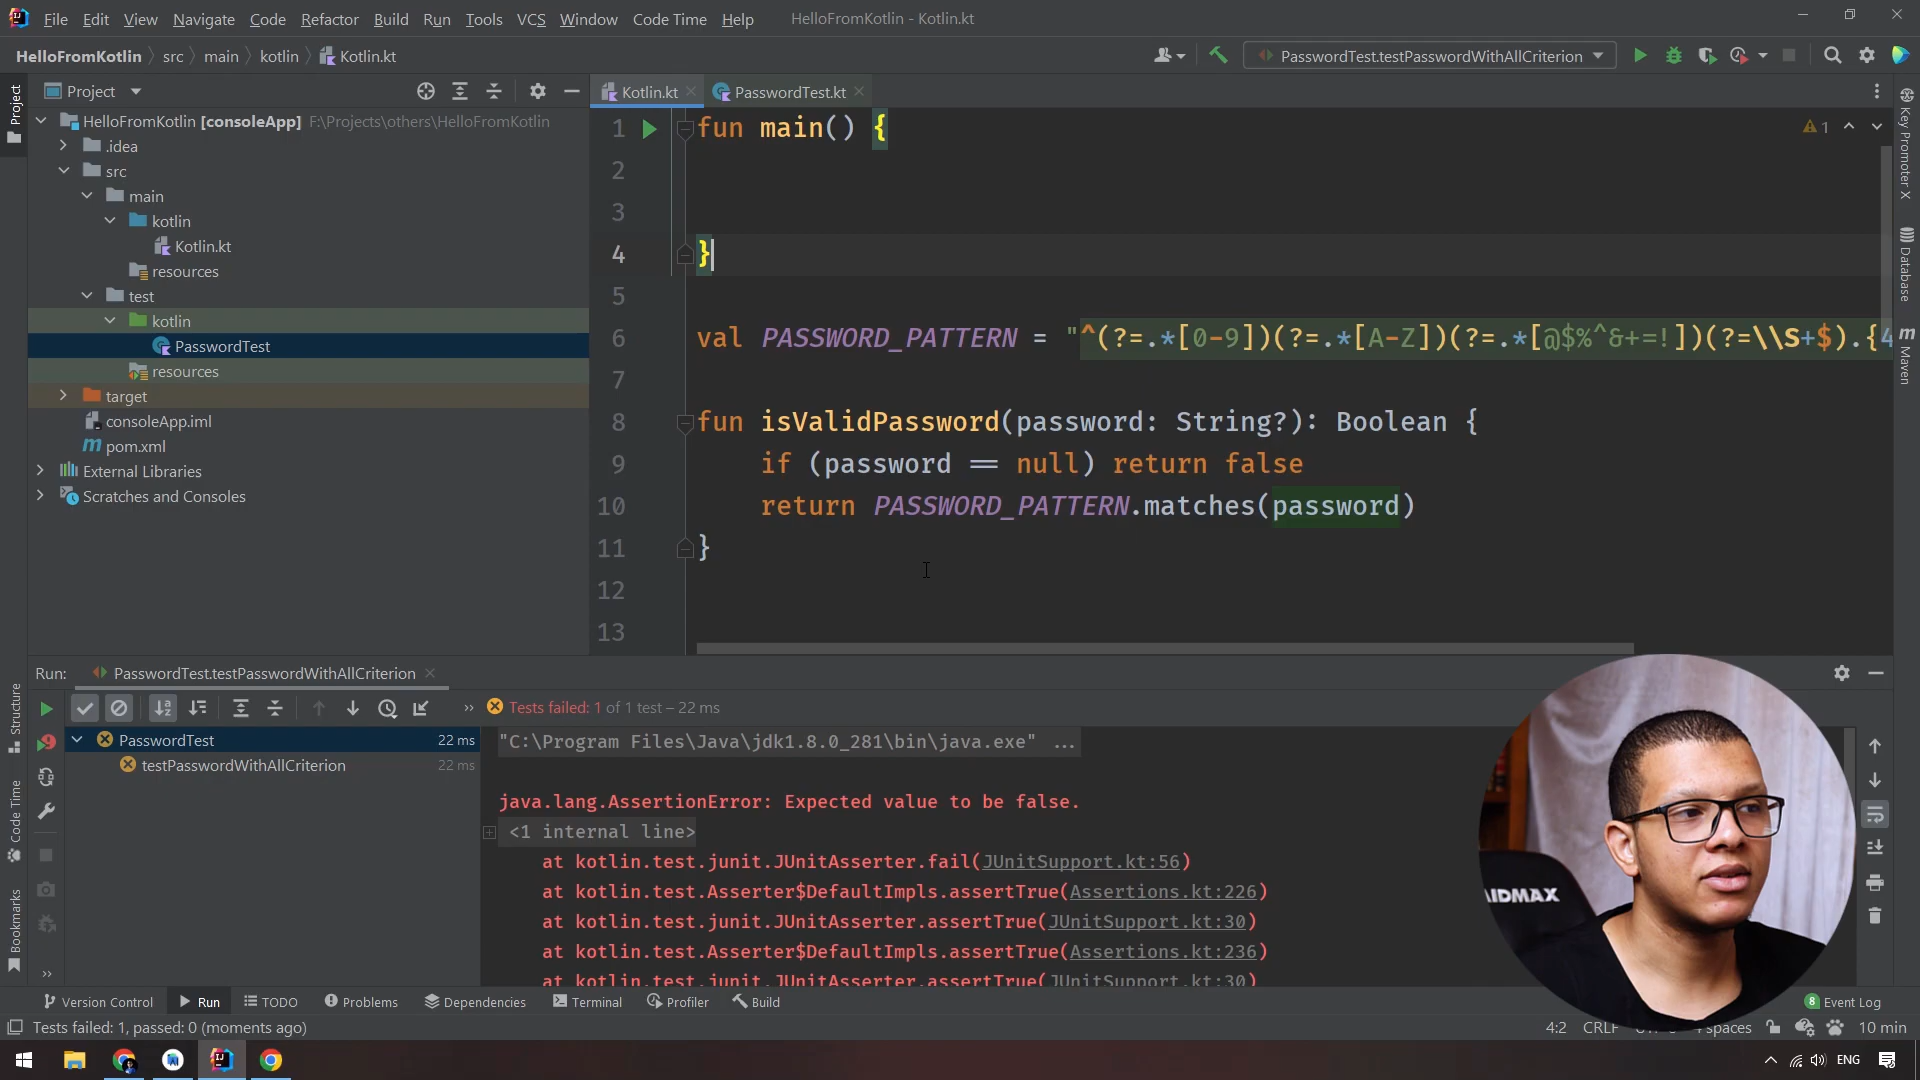 File Edit View Navigate Code Refactor Build Run Tools VCS Window Code Time Help HelloFromKotlin - Kotlin.kt
HelloFromKotlin src main kotlin Kotlin.kt PasswordTest.testPasswordWithAllCriterion
Project
Project
Kotlin.kt PasswordTest.kt
HelloFromKotlin [consoleApp] F:\Projects\others\HelloFromKotlin
.idea
src
main
kotlin
Kotlin.kt
resources
test
kotlin
PasswordTest
resources
target
consoleApp.iml
pom.xml
External Libraries
Scratches and Consoles
1 fun main() {
1
2
3
4 }
5
6 val PASSWORD_PATTERN = "^(?=.*[0-9])(?=.*[A-Z])(?=.*[@$%^&+=!])(?=\\S+$).{4
7
8 fun isValidPassword(password: String?): Boolean {
9 if (password == null) return false
10 return PASSWORD_PATTERN.matches(password)
11 }
12
13
Key Promoter X
Database
Maven
Structure
Code Time
Bookmarks
Run: PasswordTest.testPasswordWithAllCriterion
Tests failed: 1 of 1 test – 22 ms
PasswordTest 22 ms
testPasswordWithAllCriterion 22 ms
"C:\Program Files\Java\jdk1.8.0_281\bin\java.exe" ...
java.lang.AssertionError: Expected value to be false.
<1 internal line>
at kotlin.test.junit.JUnitAsserter.fail(JUnitSupport.kt:56)
at kotlin.test.Asserter$DefaultImpls.assertTrue(Assertions.kt:226)
at kotlin.test.junit.JUnitAsserter.assertTrue(JUnitSupport.kt:30)
at kotlin.test.Asserter$DefaultImpls.assertTrue(Assertions.kt:236)
at kotlin.test.junit.JUnitAsserter.assertTrue(JUnitSupport.kt:30)
AIDMAX
Version Control Run TODO Problems Dependencies Terminal Profiler Build 8 Event Log
Tests failed: 1, passed: 0 (moments ago) 4:2 CRLF spaces 10 min
ENG